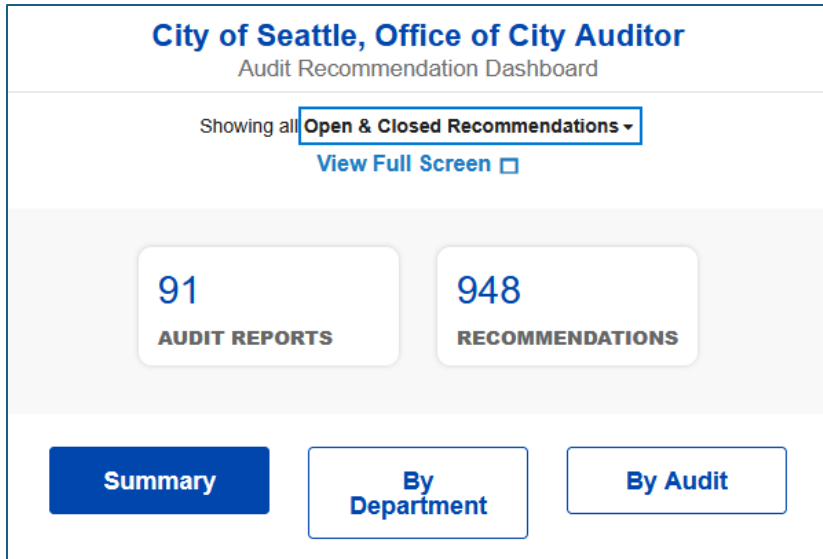 City of Seattle, Office of City Auditor
Audit Recommendation Dashboard
Showing all Open & Closed Recommendations
View Full Screen
91
AUDIT REPORTS
948
RECOMMENDATIONS
Summary
By
Department
By Audit